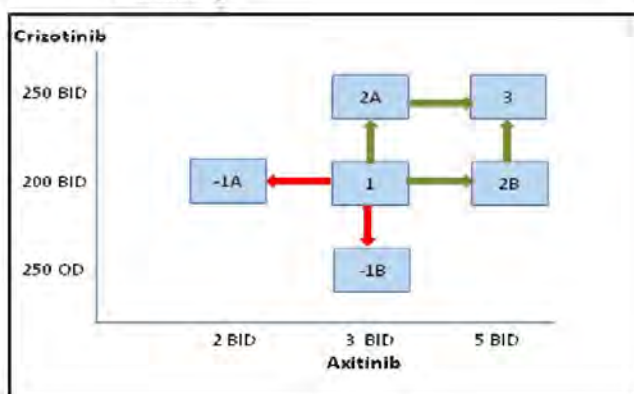 Crizotinib
250 BID
2A
3
200 BID
-1A
1
2B
250 OD
-1B
2 BID
3 BID
5 BID
Axitinib